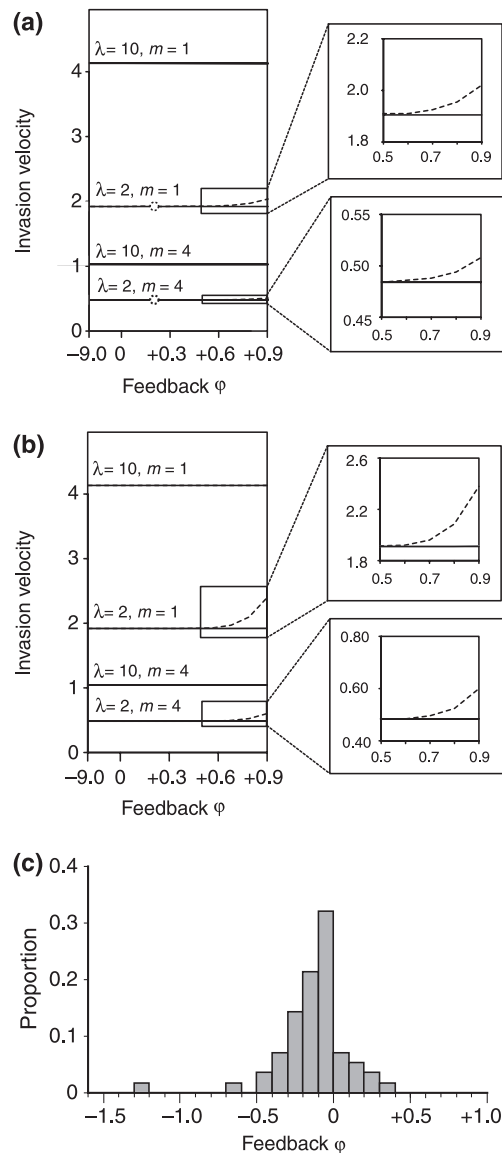 (a)
λ= 10, m = 1
λ= 2, m = 1
λ= 10, m = 4
λ= 2, m = 4
Invasion velocity
4
3
2
1
0
−9.0 0 +0.3 +0.6 +0.9
Feedback φ
2.2
2.0
1.8
0.5 0.7 0.9
0.55
0.50
0.45
0.5 0.7 0.9
(b)
λ= 10, m = 1
λ= 2, m = 1
λ= 10, m = 4
λ= 2, m = 4
Invasion velocity
4
3
2
1
0
−9.0 0 +0.3 +0.6 +0.9
Feedback φ
2.6
2.2
1.8
0.5 0.7 0.9
0.80
0.60
0.40
0.5 0.7 0.9
(c)
Proportion
0.4
0.3
0.2
0.1
0
−1.5 −1.0 −0.5 0 +0.5 +1.0
Feedback φ